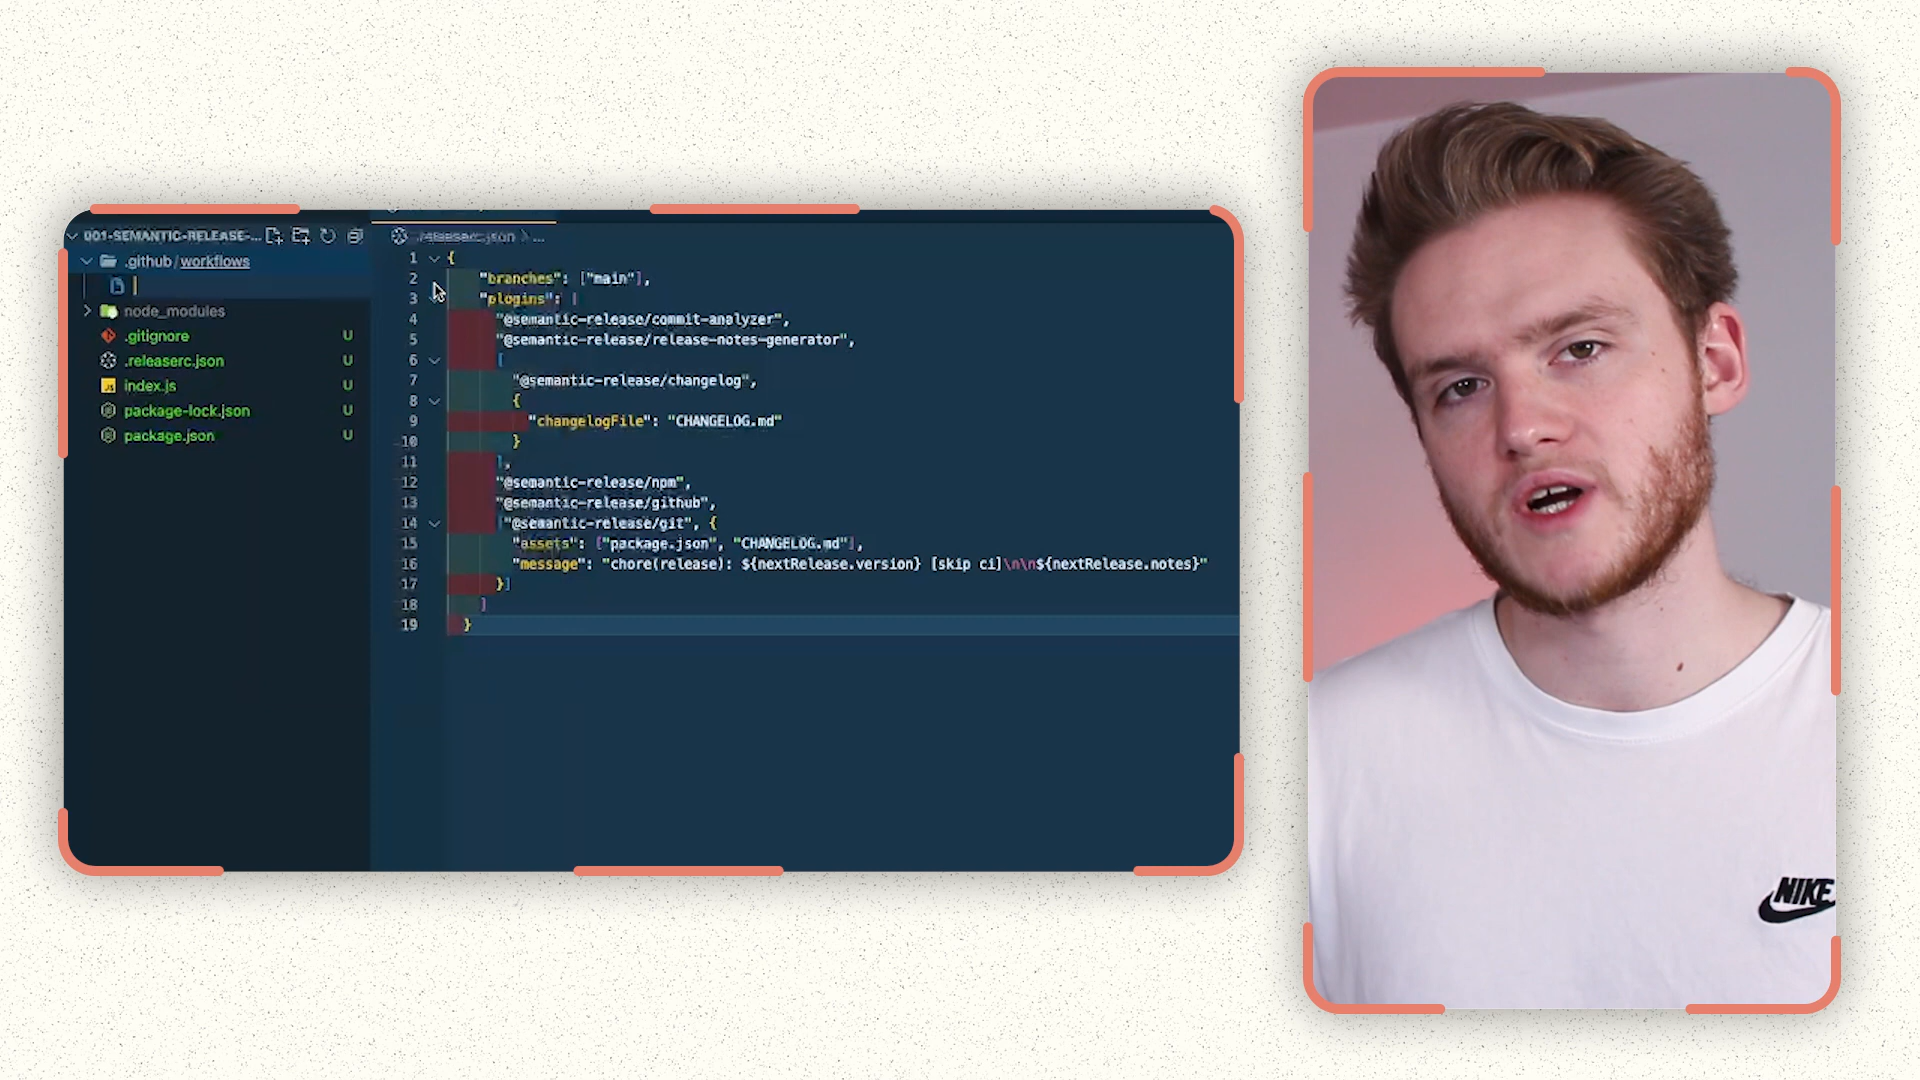 001-SEMANTIC-RELEASE-...
.github/workflows
node_modules
.gitignore U
.releaserc.json U
index.js U
package-lock.json U
package.json U
.releaserc.json > ...
1 {
2 "branches": ["main"],
3 "plugins": [
4 "@semantic-release/commit-analyzer",
5 "@semantic-release/release-notes-generator",
6 [
7 "@semantic-release/changelog",
8 {
9 "changelogFile": "CHANGELOG.md"
10 }
11 ],
12 "@semantic-release/npm",
13 "@semantic-release/github",
14 ["@semantic-release/git", {
15 "assets": ["package.json", "CHANGELOG.md"],
16 "message": "chore(release): ${nextRelease.version} [skip ci]\n\n${nextRelease.notes}"
17 }]
18 ]
19 }
NIKE